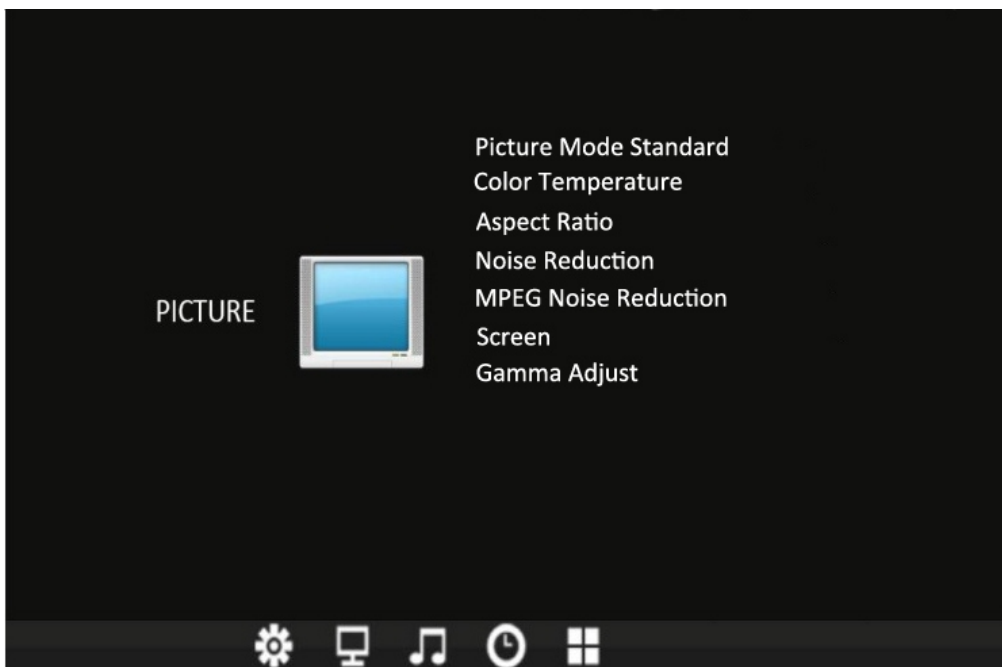 PICTURE
Picture Mode Standard
Color Temperature
Aspect Ratio
Noise Reduction
MPEG Noise Reduction
Screen
Gamma Adjust